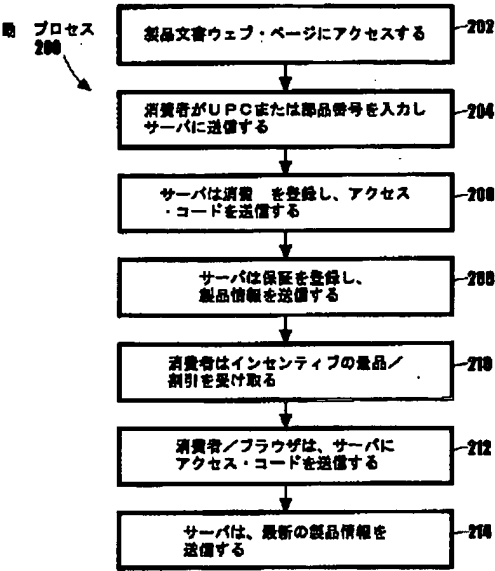 助 プロセス
200
製品文書ウェブ・ページにアクセスする
202
消費者がUPCまたは部品番号を入力し
サーバに送信する
204
サーバは消費 を登録し、アクセス
・コードを送信する
206
サーバは保証を登録し、
製品情報を送信する
208
消費者はインセンティブの景品／
割引を受け取る
210
消費者／ブラウザは、サーバに
アクセス・コードを送信する
212
サーバは、最新の製品情報を
送信する
214